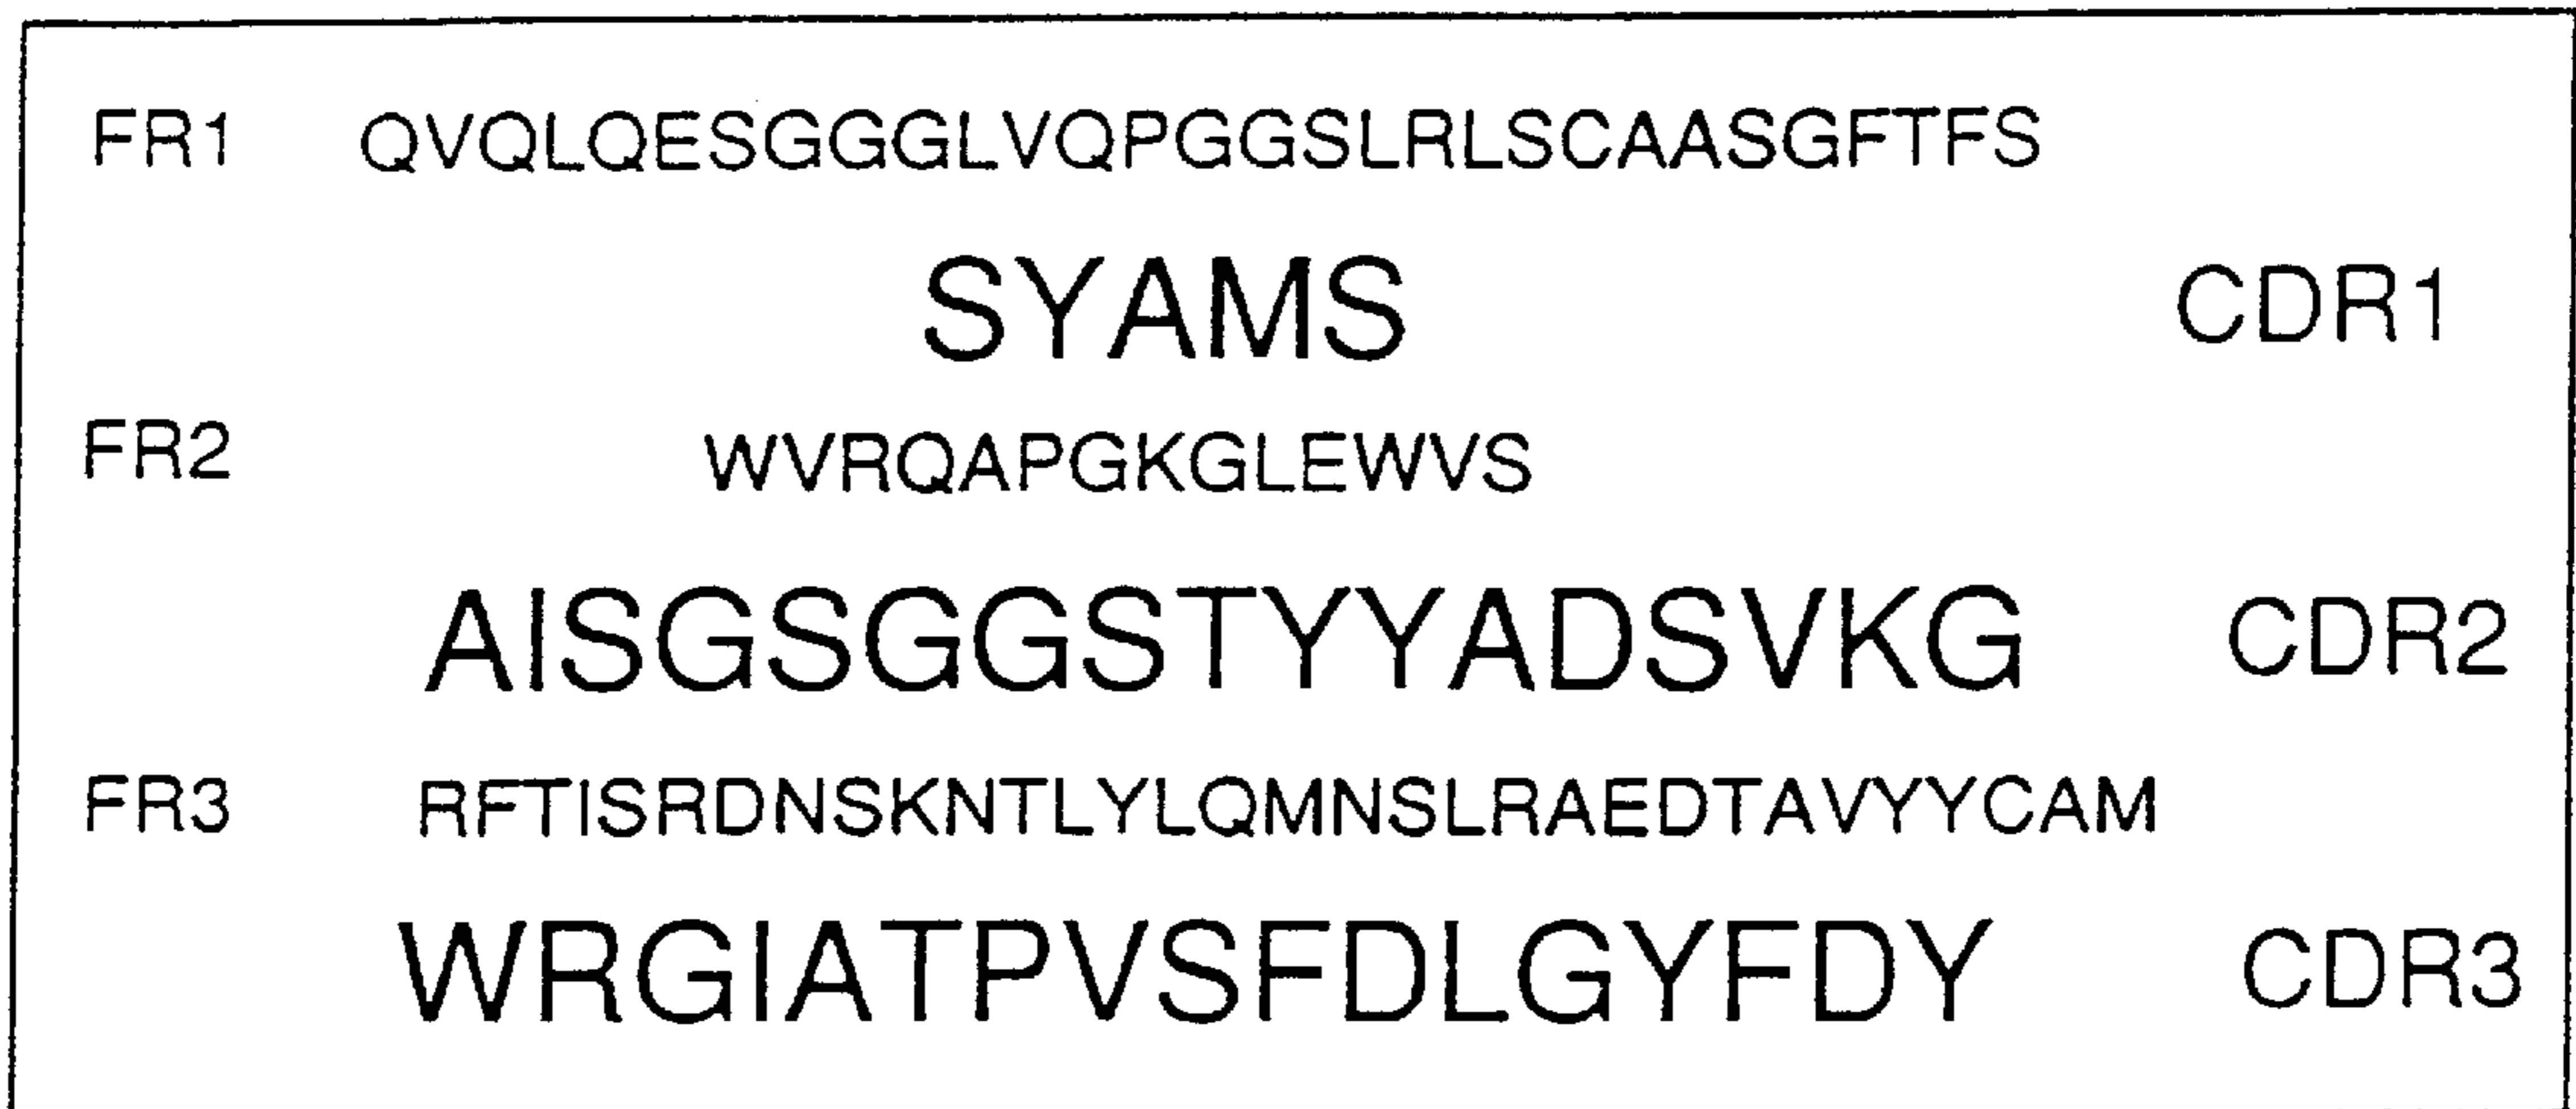 FR1 QVQLQESGGGLVQPGGSLRLSCAASGFTFS
SYAMS CDR1
FR2 WVRQAPGKGLEWVS
AISGSGGSTYYADSVKG CDR2
FR3 RFTISRDNSKNTLYLQMNSLRAEDTAVYYCAM
WRGIATPVSFDLGYFDY CDR3